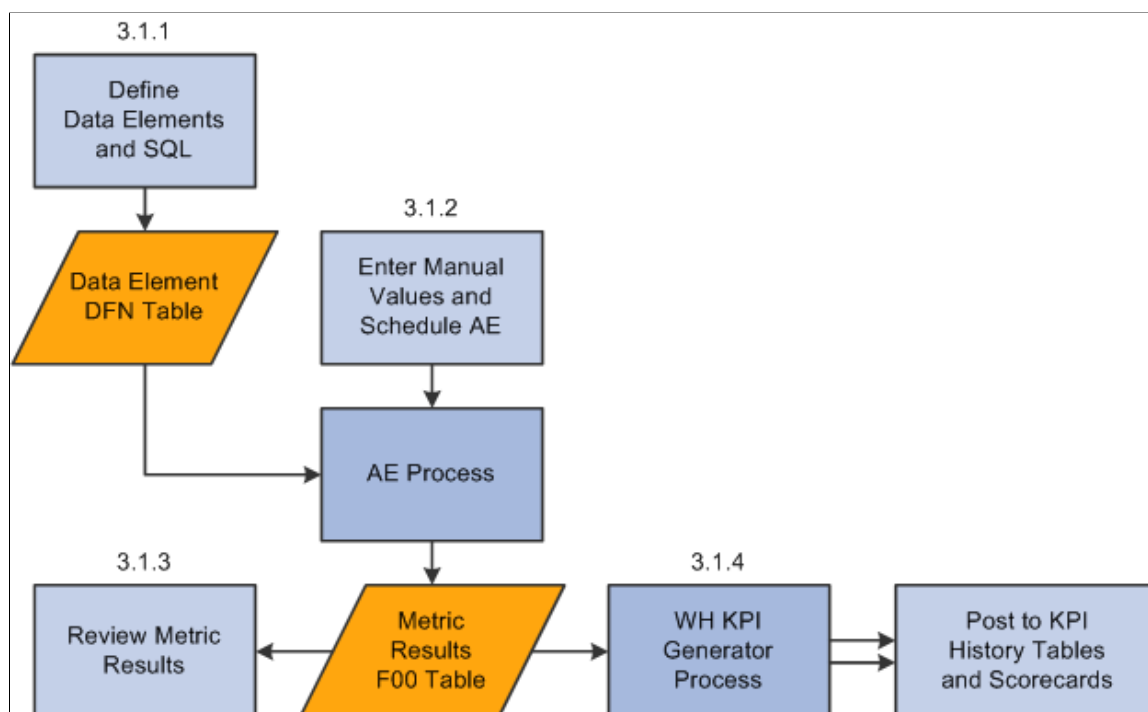 3.1.1
Define
Data Elements
and SQL
Data Element
DFN Table
3.1.2
Enter Manual
Values and
Schedule AE
AE Process
3.1.3
Review Metric
Results
Metric
Results
F00 Table
3.1.4
WH KPI
Generator
Process
Post to KPI
History Tables
and Scorecards